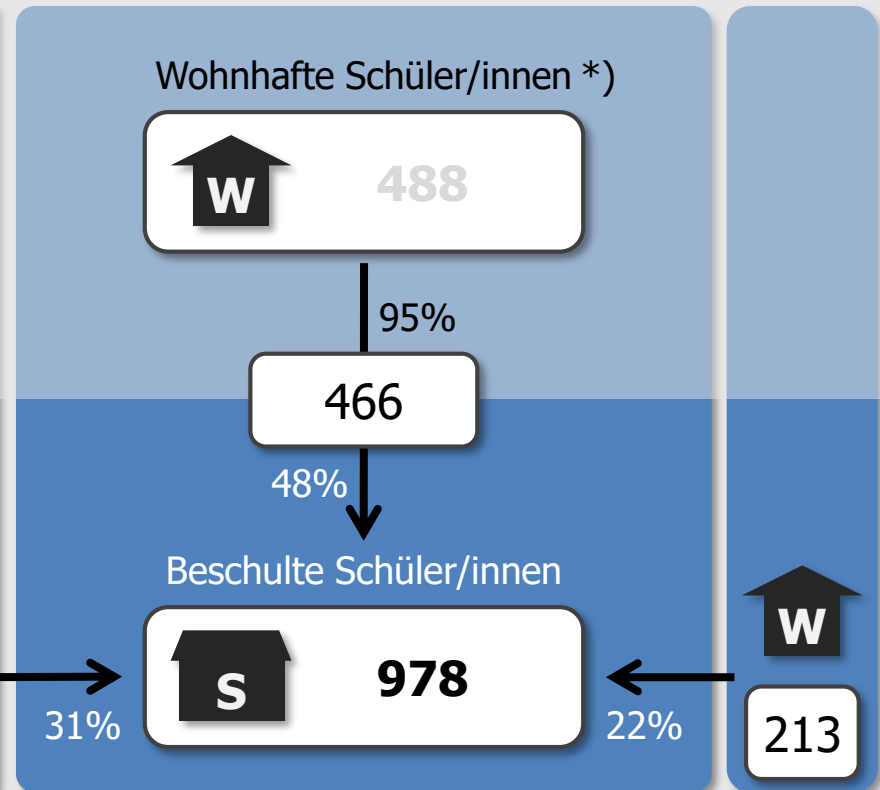 Wohnhafte Schüler/innen *)
W 488
95%
466
48%
Beschulte Schüler/innen
W
S 978
31%
22%
213